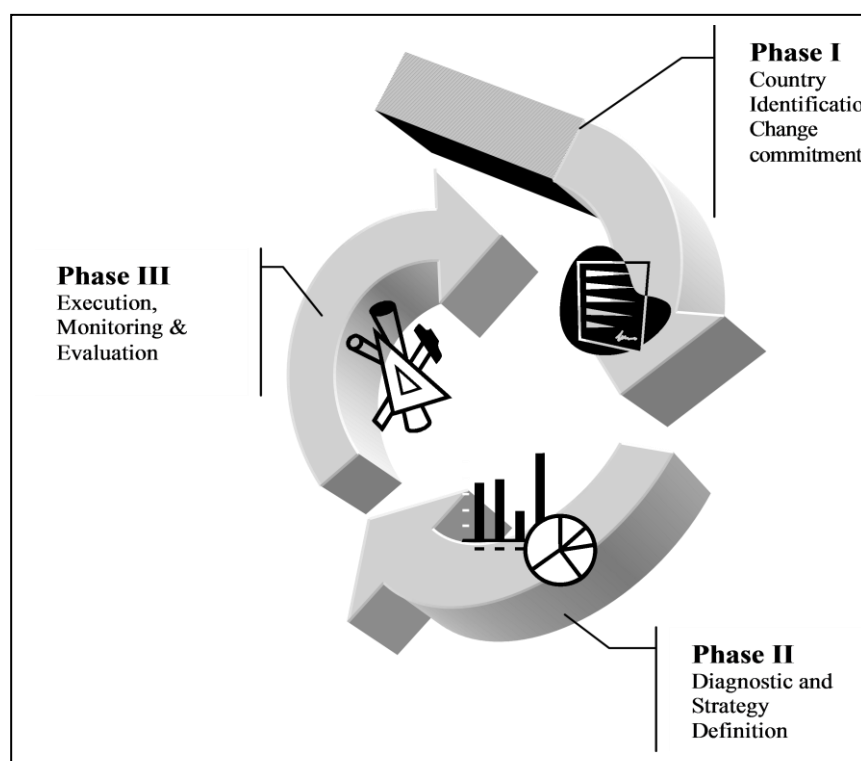 Phase I
Country
Identificatio
Change
commitment
Phase III
Execution,
Monitoring &
Evaluation
Phase II
Diagnostic and
Strategy
Definition